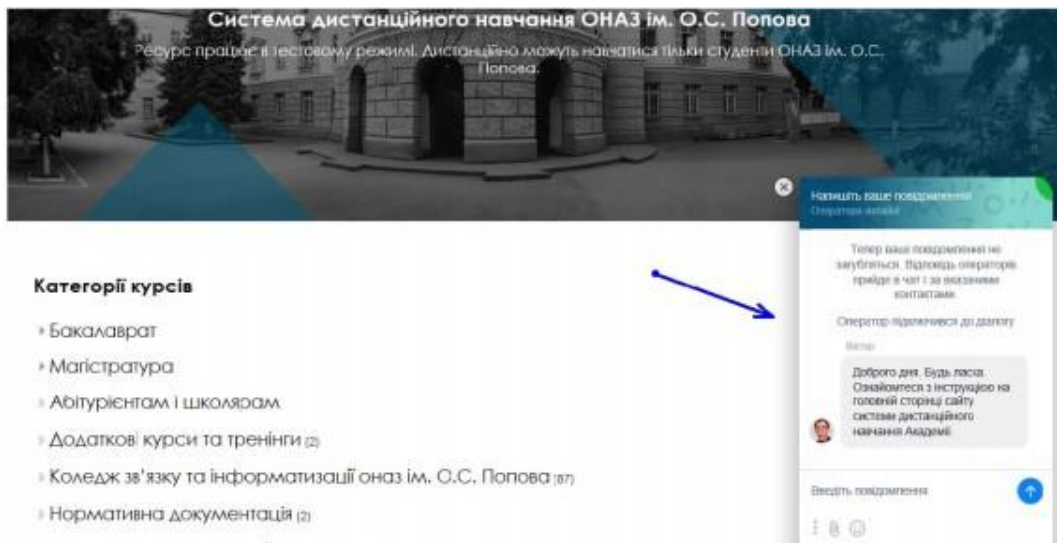 Система дистанційного навчання ОНАЗ ім. О.С. Попова
Ресурс працює в тестовому режимі. Дистанційно можуть навчатися тільки студенти ОНАЗ ім. О.С.
Попова.
Напишіть ваше повідомлення
Оператори онлайн
Тепер ваше повідомлення не
загубляться. Відповідь операторів
прийде в чат і за вказаними
контактами.
Оператор підключився до діалогу
Віктор
Доброго дня. Будь ласка.
Ознайомтеся з інструкцією на
головній сторінці сайту
системи дистанційного
навчання Академії.
Введіть повідомлення
Категорії курсів
Бакалаврат
Магістратура
Абітурієнтам і школярам
Додаткові курси та тренінги (2)
Коледж зв'язку та інформатизації оназ ім. О.С. Попова (87)
Нормативна документація (2)